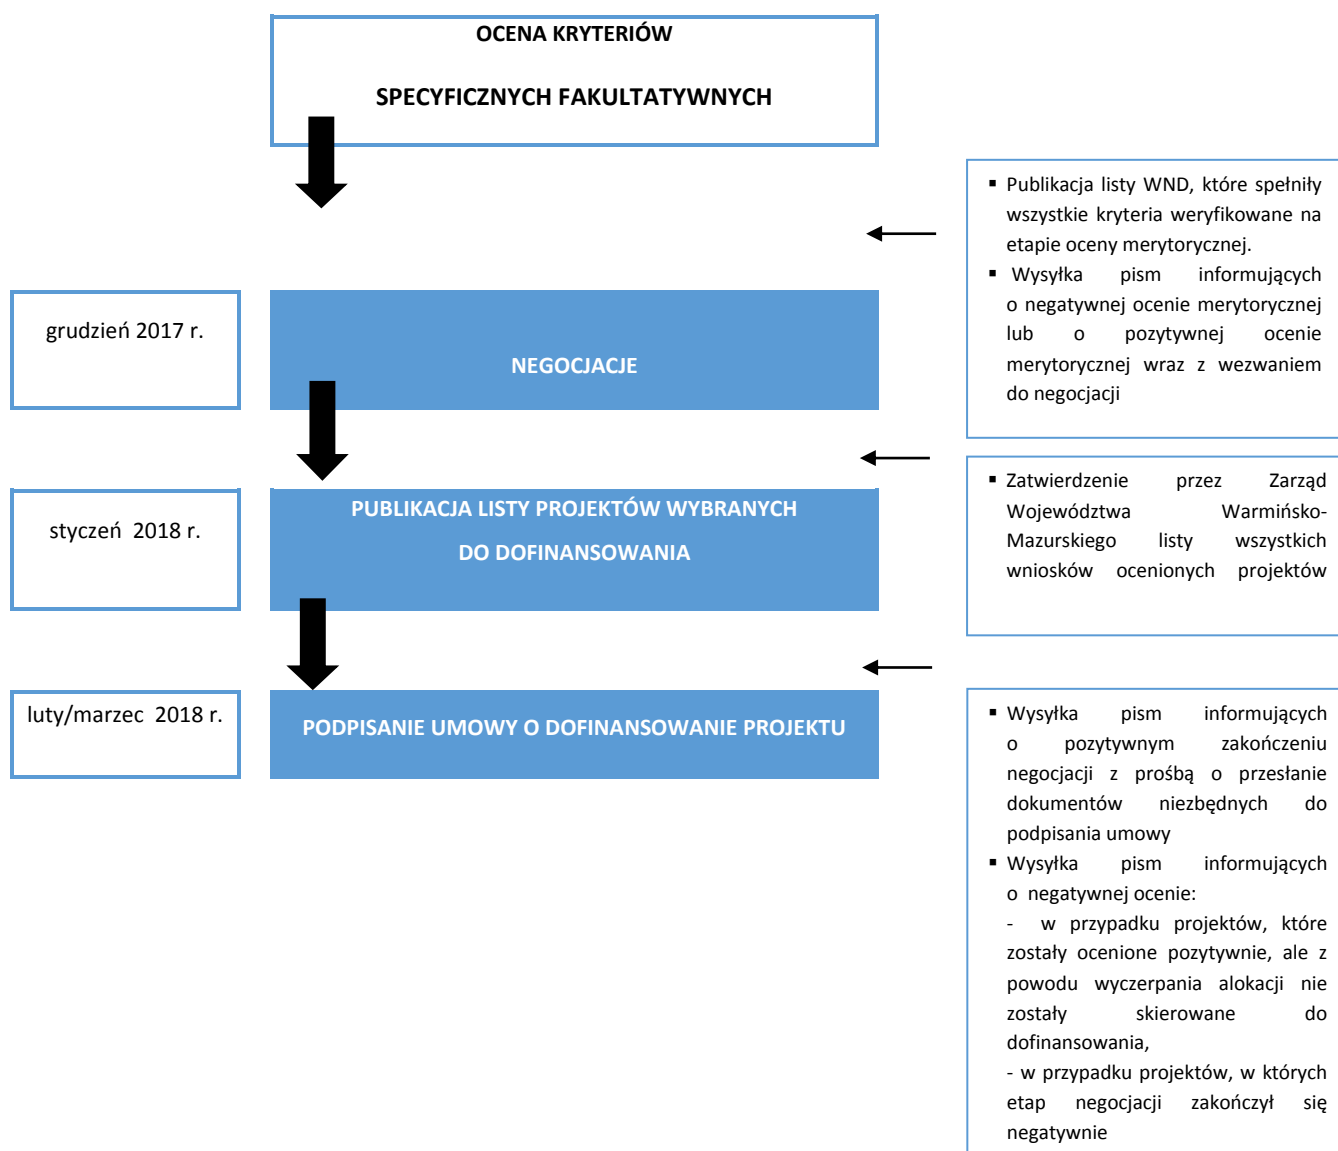 OCENA KRYTERIÓW
SPECYFICZNYCH FAKULTATYWNYCH
▪ Publikacja listy WND, które spełniły
wszystkie kryteria weryfikowane na
etapie oceny merytorycznej.
▪ Wysyłka pism informujących
o negatywnej ocenie merytorycznej
lub o pozytywnej ocenie
merytorycznej wraz z wezwaniem
do negocjacji
grudzień 2017 r.
NEGOCJACJE
▪ Zatwierdzenie przez Zarząd
Województwa Warmińsko-
Mazurskiego listy wszystkich
wniosków ocenionych projektów
styczeń 2018 r.
PUBLIKACJA LISTY PROJEKTÓW WYBRANYCH
DO DOFINANSOWANIA
luty/marzec 2018 r.
PODPISANIE UMOWY O DOFINANSOWANIE PROJEKTU
▪ Wysyłka pism informujących
o pozytywnym zakończeniu
negocjacji z prośbą o przesłanie
dokumentów niezbędnych do
podpisania umowy
▪ Wysyłka pism informujących
o negatywnej ocenie:
- w przypadku projektów, które
zostały ocenione pozytywnie, ale z
powodu wyczerpania alokacji nie
zostały skierowane do
dofinansowania,
- w przypadku projektów, w których
etap negocjacji zakończył się
negatywnie